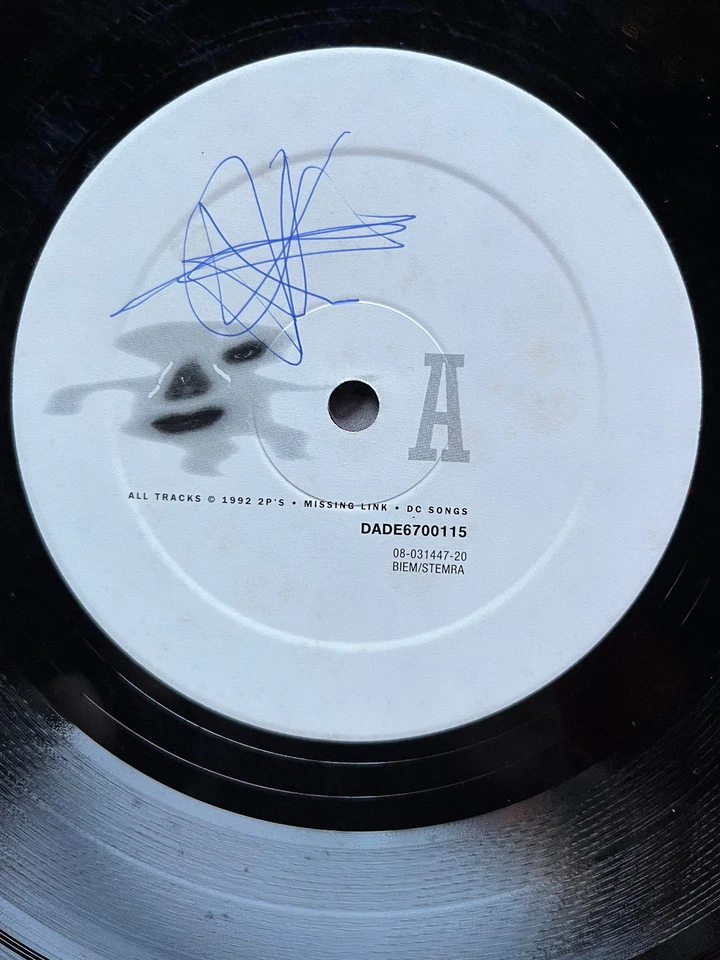 A
ALL TRACKS © 1992 2P'S • MISSING LINK • DC SONGS
DADE6700115
08-031447-20
BIEM/STEMRA